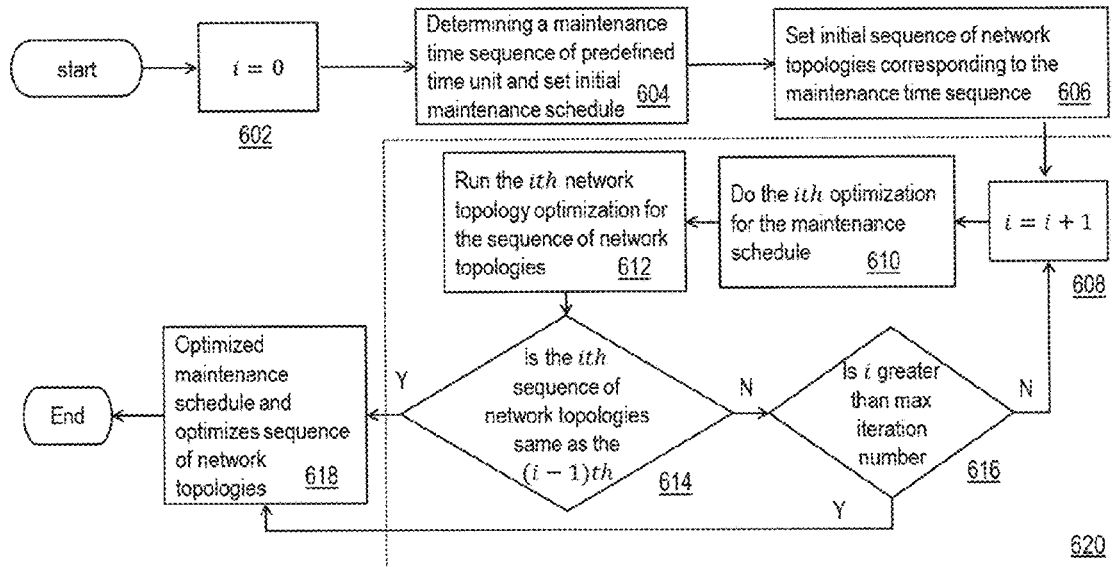 start
i = 0
602
Determining a maintenance
time sequence of predefined
time unit and set initial
maintenance schedule 604
Set initial sequence of network
topologies corresponding to the
maintenance time sequence 606
i = i + 1
608
Do the ith optimization
for the maintenance
schedule 610
Run the ith network
topology optimization for
the sequence of network
topologies 612
is the ith
sequence of
network topologies
same as the
(i − 1)th
614
Y
N
Is i greater
than max
iteration
number
616
N
Y
Optimized
maintenance
schedule and
optimizes sequence
of network
topologies 618
End
620